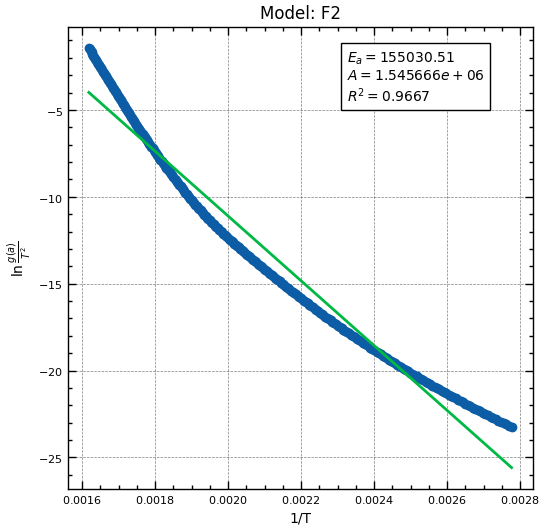 Model: F2
E_a = 155030.51
A = 1.545666e + 06
R^2 = 0.9667
−5
−10
−15
−20
−25
ln g(a)/T^2
0.0016 0.0018 0.0020 0.0022 0.0024 0.0026 0.0028
1/T